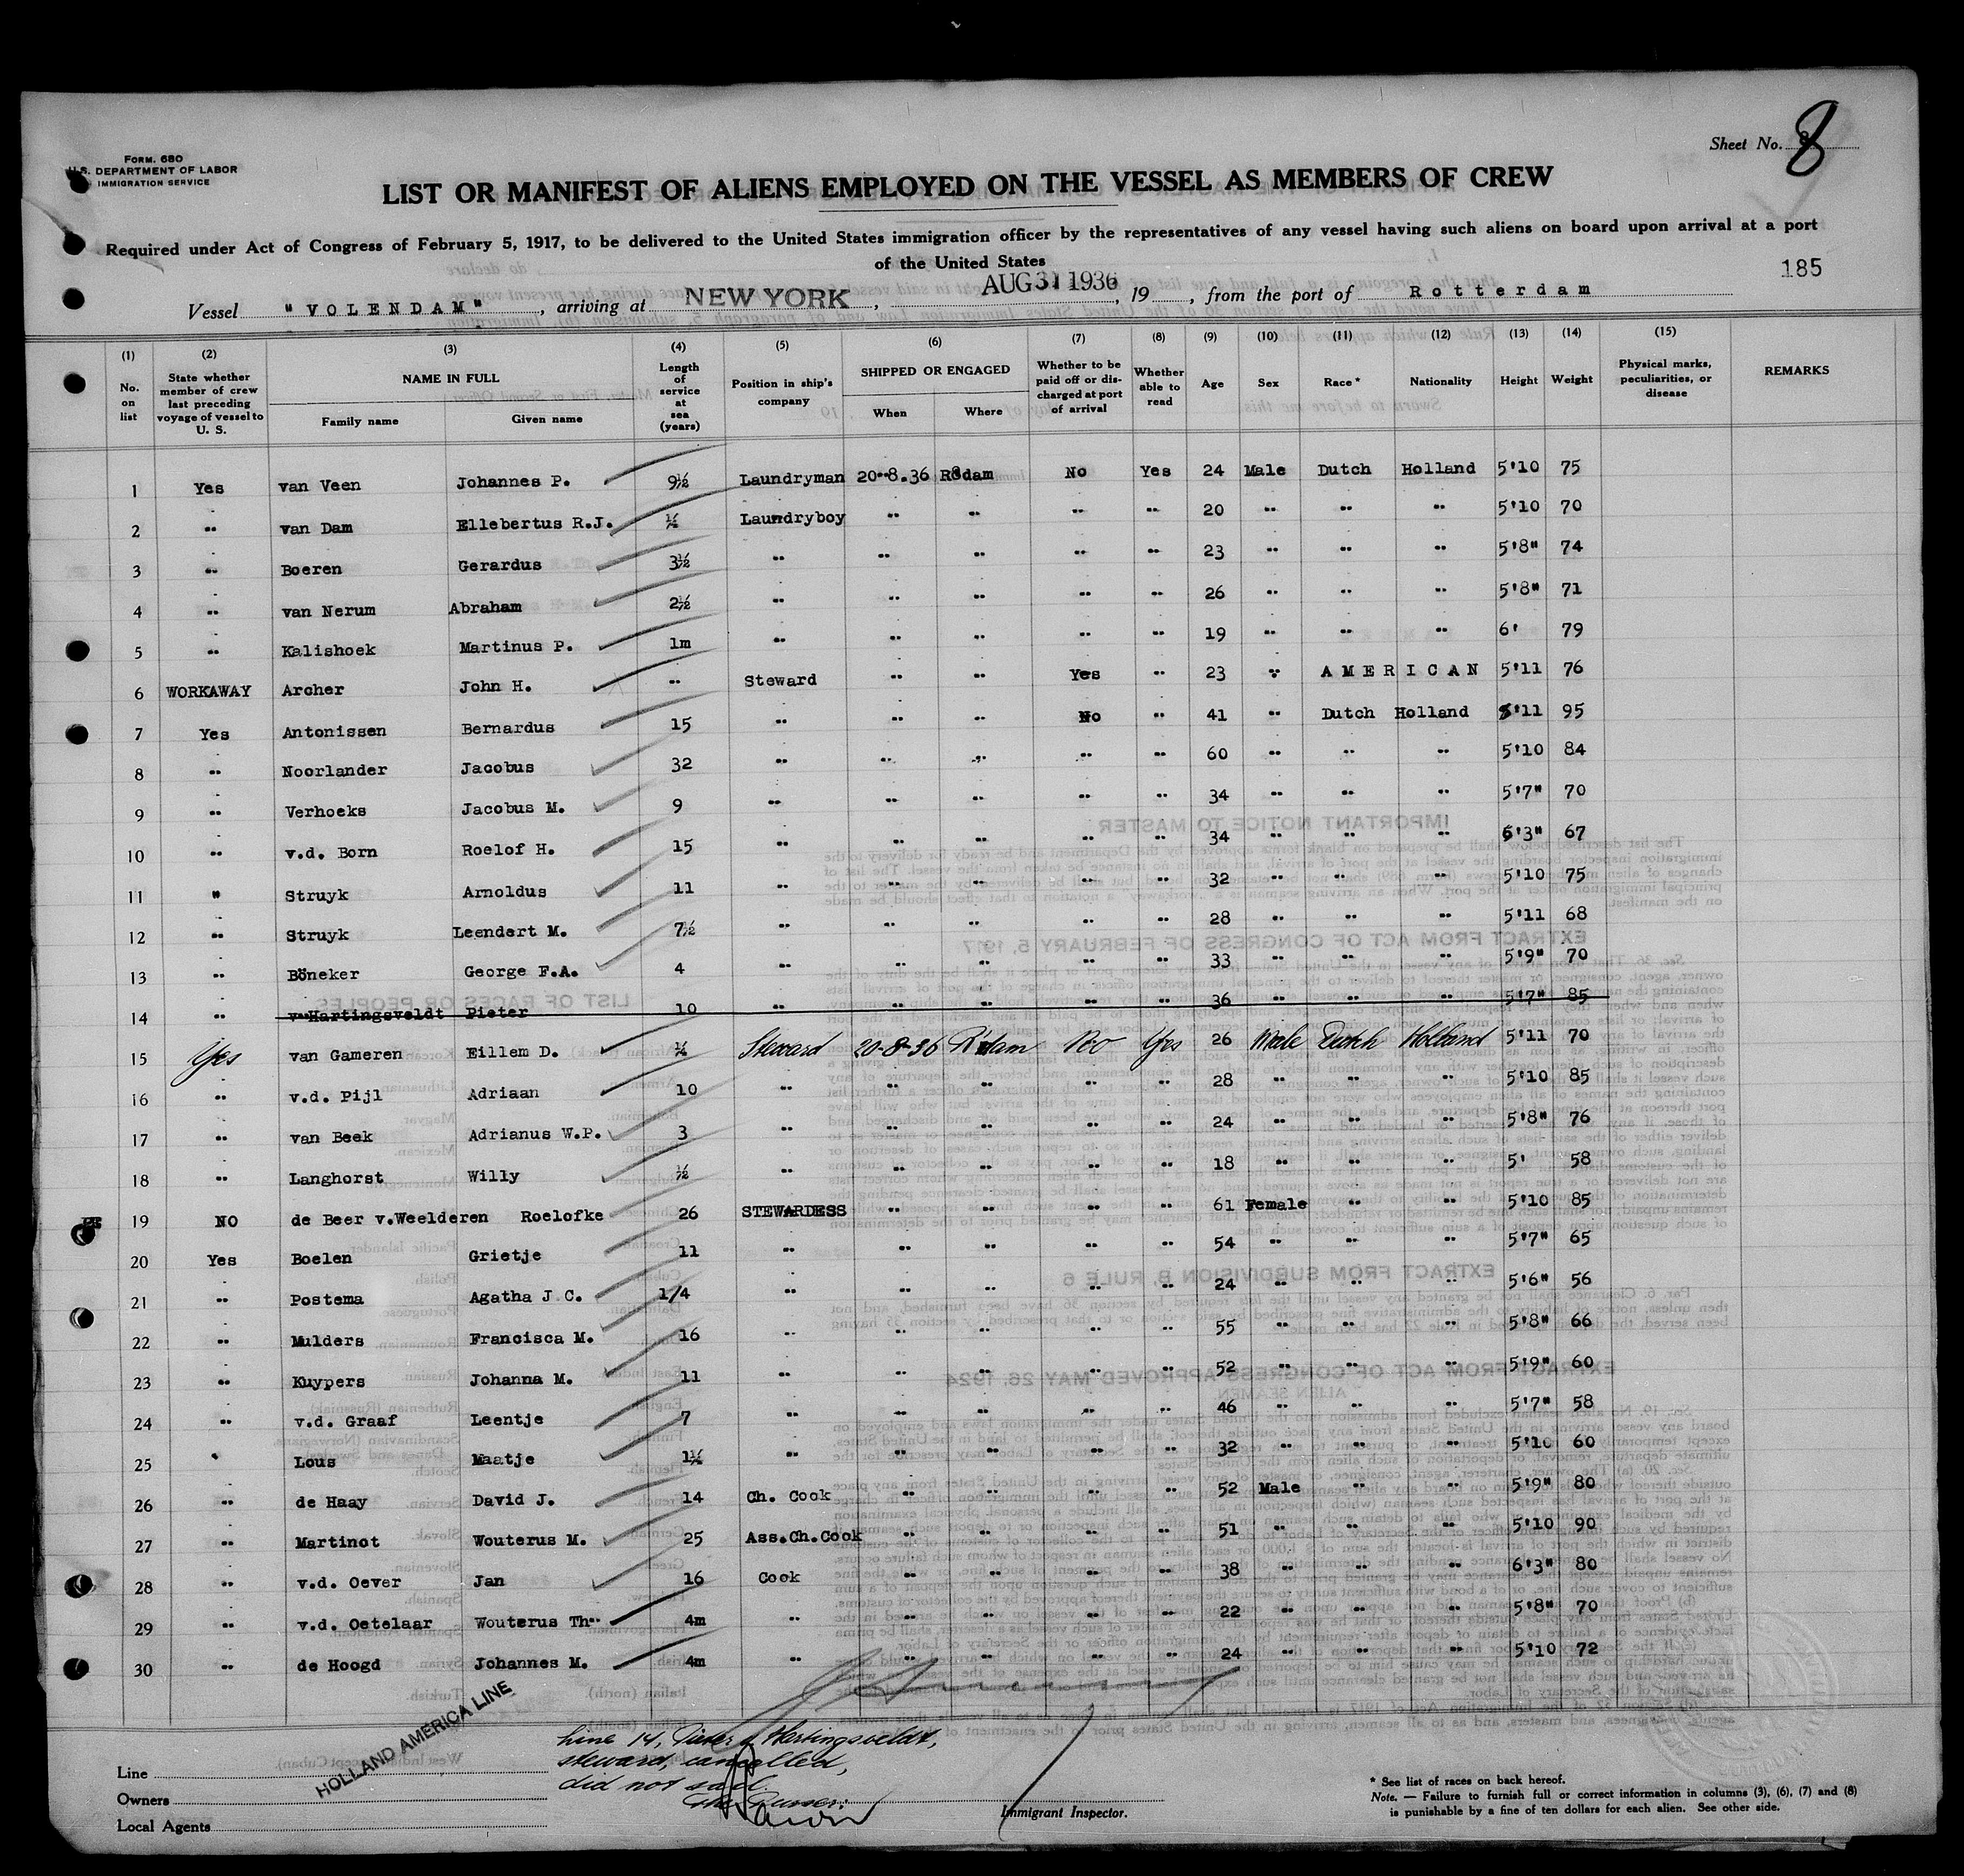 Form. 680
U.S. DEPARTMENT OF LABOR
IMMIGRATION SERVICE
Sheet No. 8
LIST OR MANIFEST OF ALIENS EMPLOYED ON THE VESSEL AS MEMBERS OF CREW
Required under Act of Congress of February 5, 1917, to be delivered to the United States immigration officer by the representatives of any vessel having such aliens on board upon arrival at a port
of the United States
185
Vessel "VOLENDAM", arriving at NEW YORK, AUG 31 1936, 19, from the port of Rotterdam
(1) (2) (3) (4) (5) (6) (7) (8) (9) (10) (11) (12) (13) (14) (15)
No. on list State whether member of crew last preceding voyage of vessel to U. S. NAME IN FULL Family name Given name Length of service at sea (years) Position in ship's company SHIPPED OR ENGAGED When Where Whether to be paid off or discharged at port of arrival Whether able to read Age Sex Race* Nationality Height Weight Physical marks, peculiarities, or disease REMARKS
1 Yes van Veen Johannes P. 9½ Laundryman 20-8.36 R'dam No Yes 24 Male Dutch Holland 5'10 75
2 " van Dam Ellebertus R.J. Laundryboy " " " " 20 " " " 5'10 70
3 " Boeren Gerardus 3½ " " " " " 23 " " " 5'8" 74
4 " van Nerum Abraham 2½ " " " " " 26 " " " 5'8" 71
5 " Kalishoek Martinus P. 1m " " " " " 19 " " " 6' 79
6 WORKAWAY Archer John H. " Steward " " Yes " 23 " AMERICAN 5'11 76
7 Yes Antonissen Bernardus 15 " " " No " 41 " Dutch Holland 5'11 95
8 " Noorlander Jacobus 32 " " " " " 60 " " " 5'10 84
9 " Verhoeks Jacobus M. 9 " " " " " 34 " " " 5'7" 70
10 " v.d. Born Roelof H. 15 " " " " " 34 " " " 6'3" 67
11 " Struyk Arnoldus 11 " " " " " 32 " " " 5'10 75
12 " Struyk Leendert M. 7½ " " " " " 28 " " " 5'11 68
13 " Böneker George F.A. 4 " " " " " 33 " " " 5'9" 70
14 " v. Hartingsveldt Pieter 10 " " " " " 36 " " " 5'7" 85
15 Yes van Gameren Eillem D. Steward 20-8-36 R'dam No Yes 26 Male Dutch Holland 5'11 70
16 " v.d. Pijl Adriaan 10 " " " " " 28 " " " 5'10 85
17 " van Beek Adrianus W.P. 3 " " " " " 24 " " " 5'8" 76
18 " Langhorst Willy ½ " " " " " 18 " " " 5' 58
19 NO de Beer v.Weelderen Roelofke 26 STEWARDESS " " " " 61 Female " " 5'10 85
20 Yes Boelen Grietje 11 " " " " " 54 " " " 5'7" 65
21 " Postema Agatha J.C. 1/4 " " " " " 24 " " " 5'6" 56
22 " Mulders Francisca M. 16 " " " " " 55 " " " 5'8" 66
23 " Kuypers Johanna M. 11 " " " " " 52 " " " 5'9" 60
24 " v.d. Graaf Leentje 7 " " " " " 46 " " " 5'7" 58
25 " Lous Maatje " " " " " 32 " " " 5'10 60
26 " de Haay David J. 14 Ch. Cook " " " " 52 Male " " 5'9" 80
27 " Martinot Wouterus M. 25 Ass.Ch.Cook " " " " 51 " " " 5'10 90
28 " v.d. Oever Jan 16 Cook " " " " 38 " " " 6'3" 80
29 " v.d. Oetelaar Wouterus Th. 4m " " " " " 22 " " " 5'8" 70
30 " de Hoogd Johannes M. 4m " " " " " 24 " " " 5'10 72
Line 14, Pieter v. Hartingsveldt,
steward, cancelled,
did not sail.
The Purser:
HOLLAND AMERICA LINE
Line
Owners
Local Agents
Immigrant Inspector.
* See list of races on back hereof.
Note. — Failure to furnish full or correct information in columns (3), (6), (7) and (8)
is punishable by a fine of ten dollars for each alien. See other side.